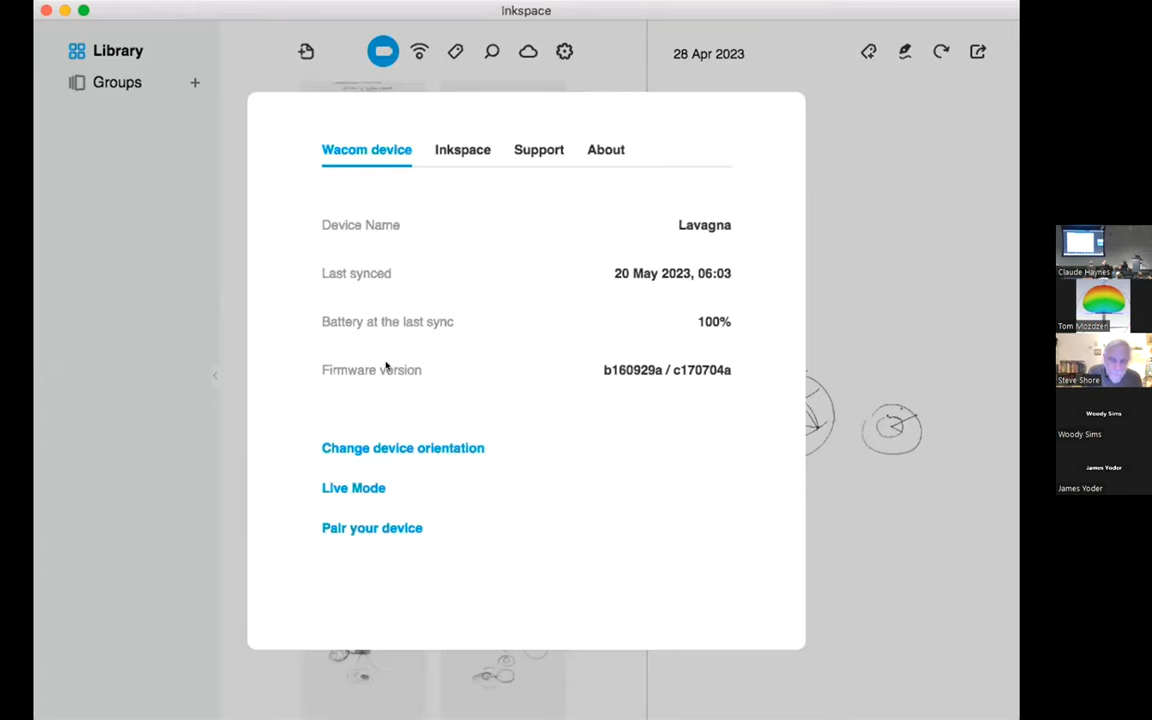 Inkspace
Library
Groups +
28 Apr 2023
Wacom device Inkspace Support About
Device Name Lavagna
Last synced 20 May 2023, 06:03
Battery at the last sync 100%
Firmware version b160929a / c170704a
Change device orientation
Live Mode
Pair your device
Claude Haynes
Tom Mozdzen
Steve Shore
Woody Sims
Woody Sims
James Yoder
James Yoder